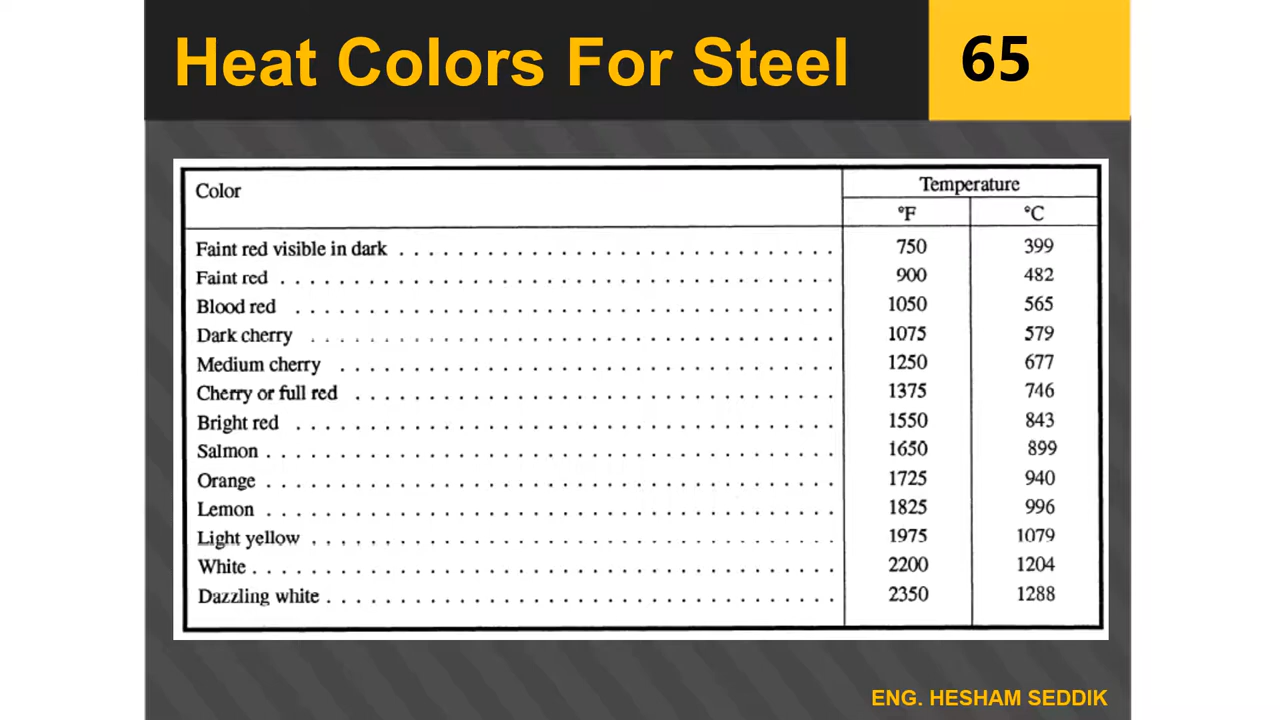 Heat Colors For Steel
65
Color Temperature
°F °C
Faint red visible in dark . . . . . . . . . . . . . . . . . . . . . . . . . . . . 750 399
Faint red . . . . . . . . . . . . . . . . . . . . . . . . . . . . . . . . . . . . 900 482
Blood red . . . . . . . . . . . . . . . . . . . . . . . . . . . . . . . . . . . 1050 565
Dark cherry . . . . . . . . . . . . . . . . . . . . . . . . . . . . . . . . . . 1075 579
Medium cherry . . . . . . . . . . . . . . . . . . . . . . . . . . . . . . . . 1250 677
Cherry or full red . . . . . . . . . . . . . . . . . . . . . . . . . . . . . . . 1375 746
Bright red . . . . . . . . . . . . . . . . . . . . . . . . . . . . . . . . . . . 1550 843
Salmon . . . . . . . . . . . . . . . . . . . . . . . . . . . . . . . . . . . . . 1650 899
Orange . . . . . . . . . . . . . . . . . . . . . . . . . . . . . . . . . . . . . 1725 940
Lemon . . . . . . . . . . . . . . . . . . . . . . . . . . . . . . . . . . . . . 1825 996
Light yellow . . . . . . . . . . . . . . . . . . . . . . . . . . . . . . . . . . 1975 1079
White . . . . . . . . . . . . . . . . . . . . . . . . . . . . . . . . . . . . . . 2200 1204
Dazzling white . . . . . . . . . . . . . . . . . . . . . . . . . . . . . . . . . 2350 1288
ENG. HESHAM SEDDIK